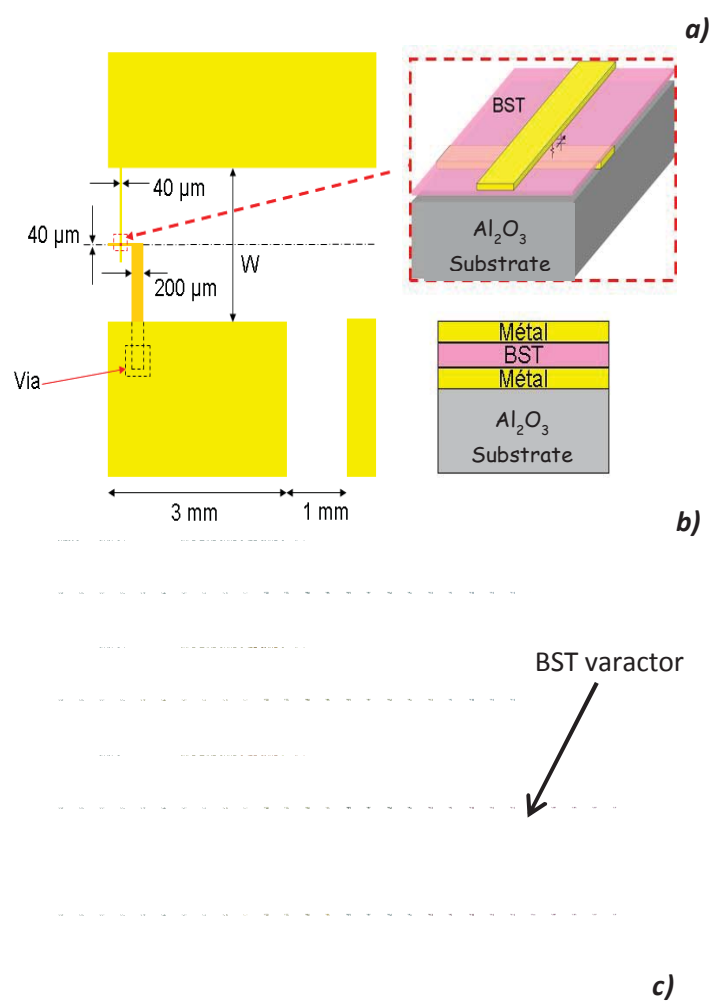 a)
BST
40 µm
40 µm
Al2O3
Substrate
W
200 µm
Métal
BST
Métal
Via
Al2O3
Substrate
3 mm
1 mm
b)
BST varactor
c)